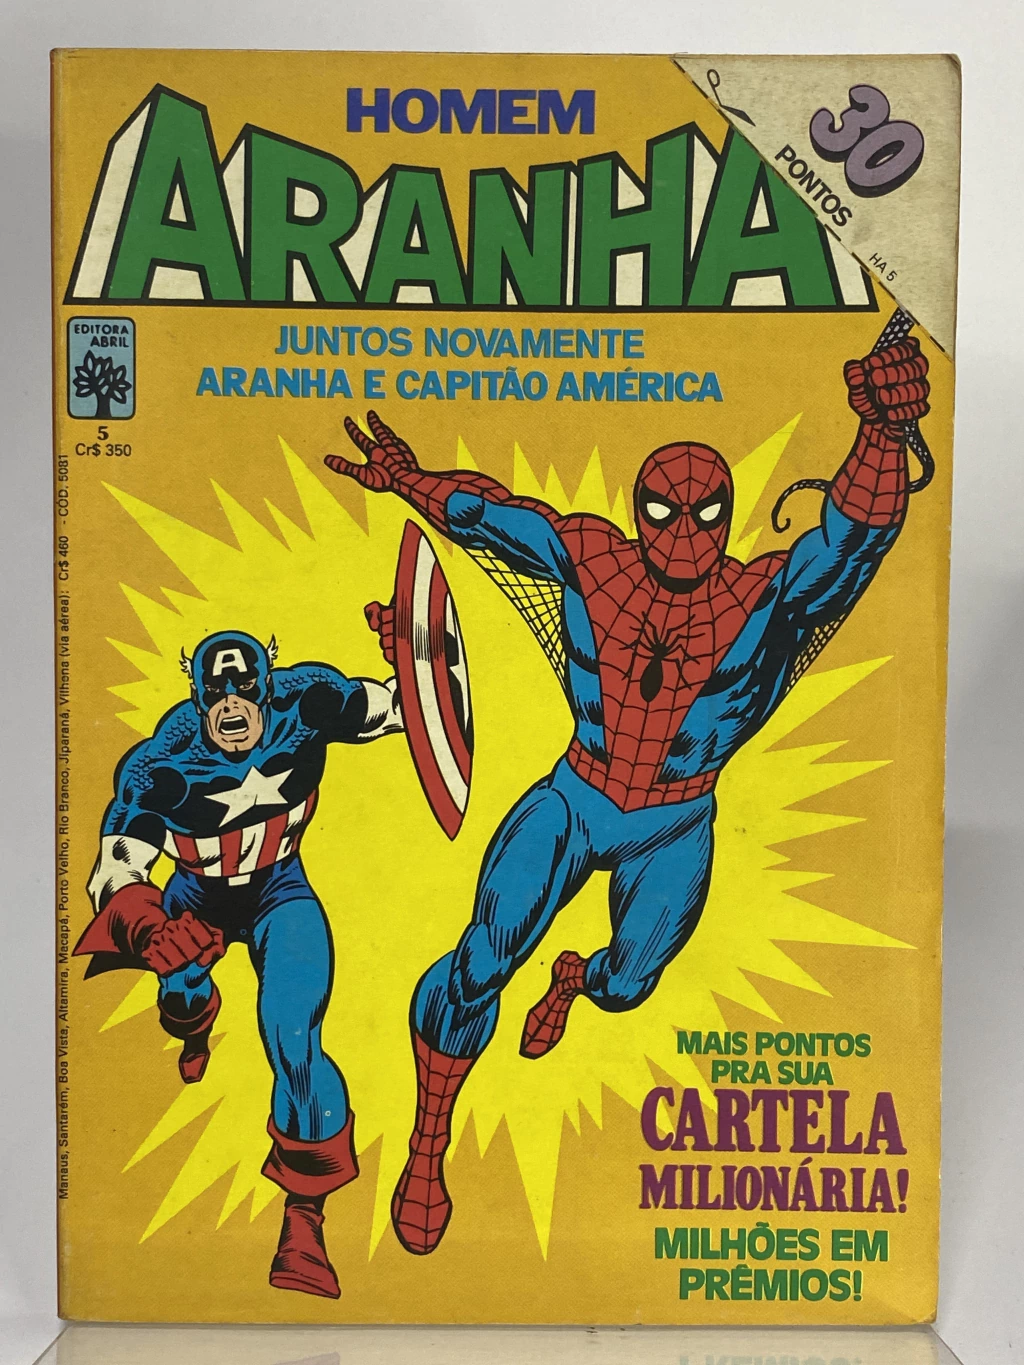 HOMEM
ARANHA
30
PONTOS
HA 5
EDITORA
ABRIL
5
Cr$ 350
JUNTOS NOVAMENTE
ARANHA E CAPITÃO AMÉRICA
Manaus, Santarém, Boa Vista, Altamira, Macapá, Porto Velho, Rio Branco, Jiparaná, Vilhena (via aérea): Cr$ 460 - COD. 5081
A
MAIS PONTOS
PRA SUA
CARTELA
MILIONÁRIA!
MILHÕES EM
PRÊMIOS!